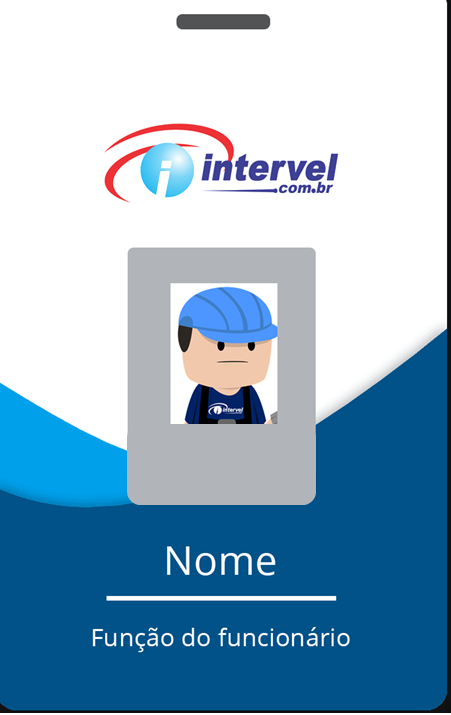 i intervel
.com.br
intervel
Nome
Função do funcionário